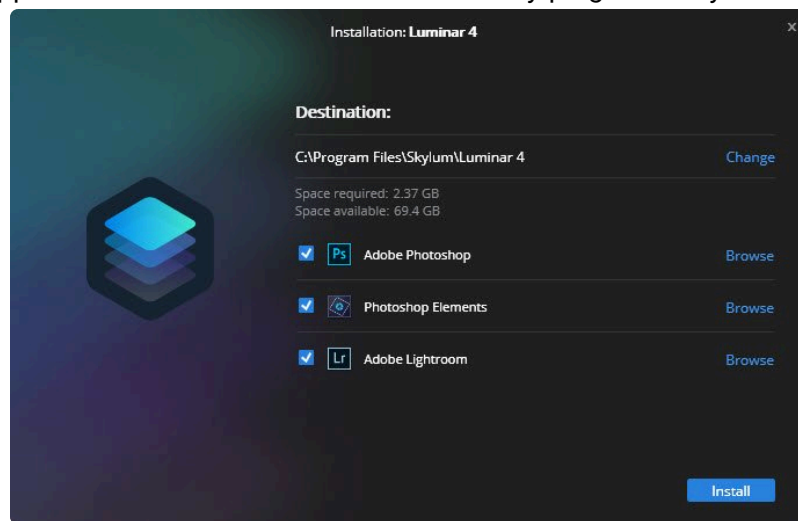 Installation: Luminar 4
x
Destination:
C:\Program Files\Skylum\Luminar 4 Change
Space required: 2.37 GB
Space available: 69.4 GB
Ps Adobe Photoshop Browse
Photoshop Elements Browse
Lr Adobe Lightroom Browse
Install